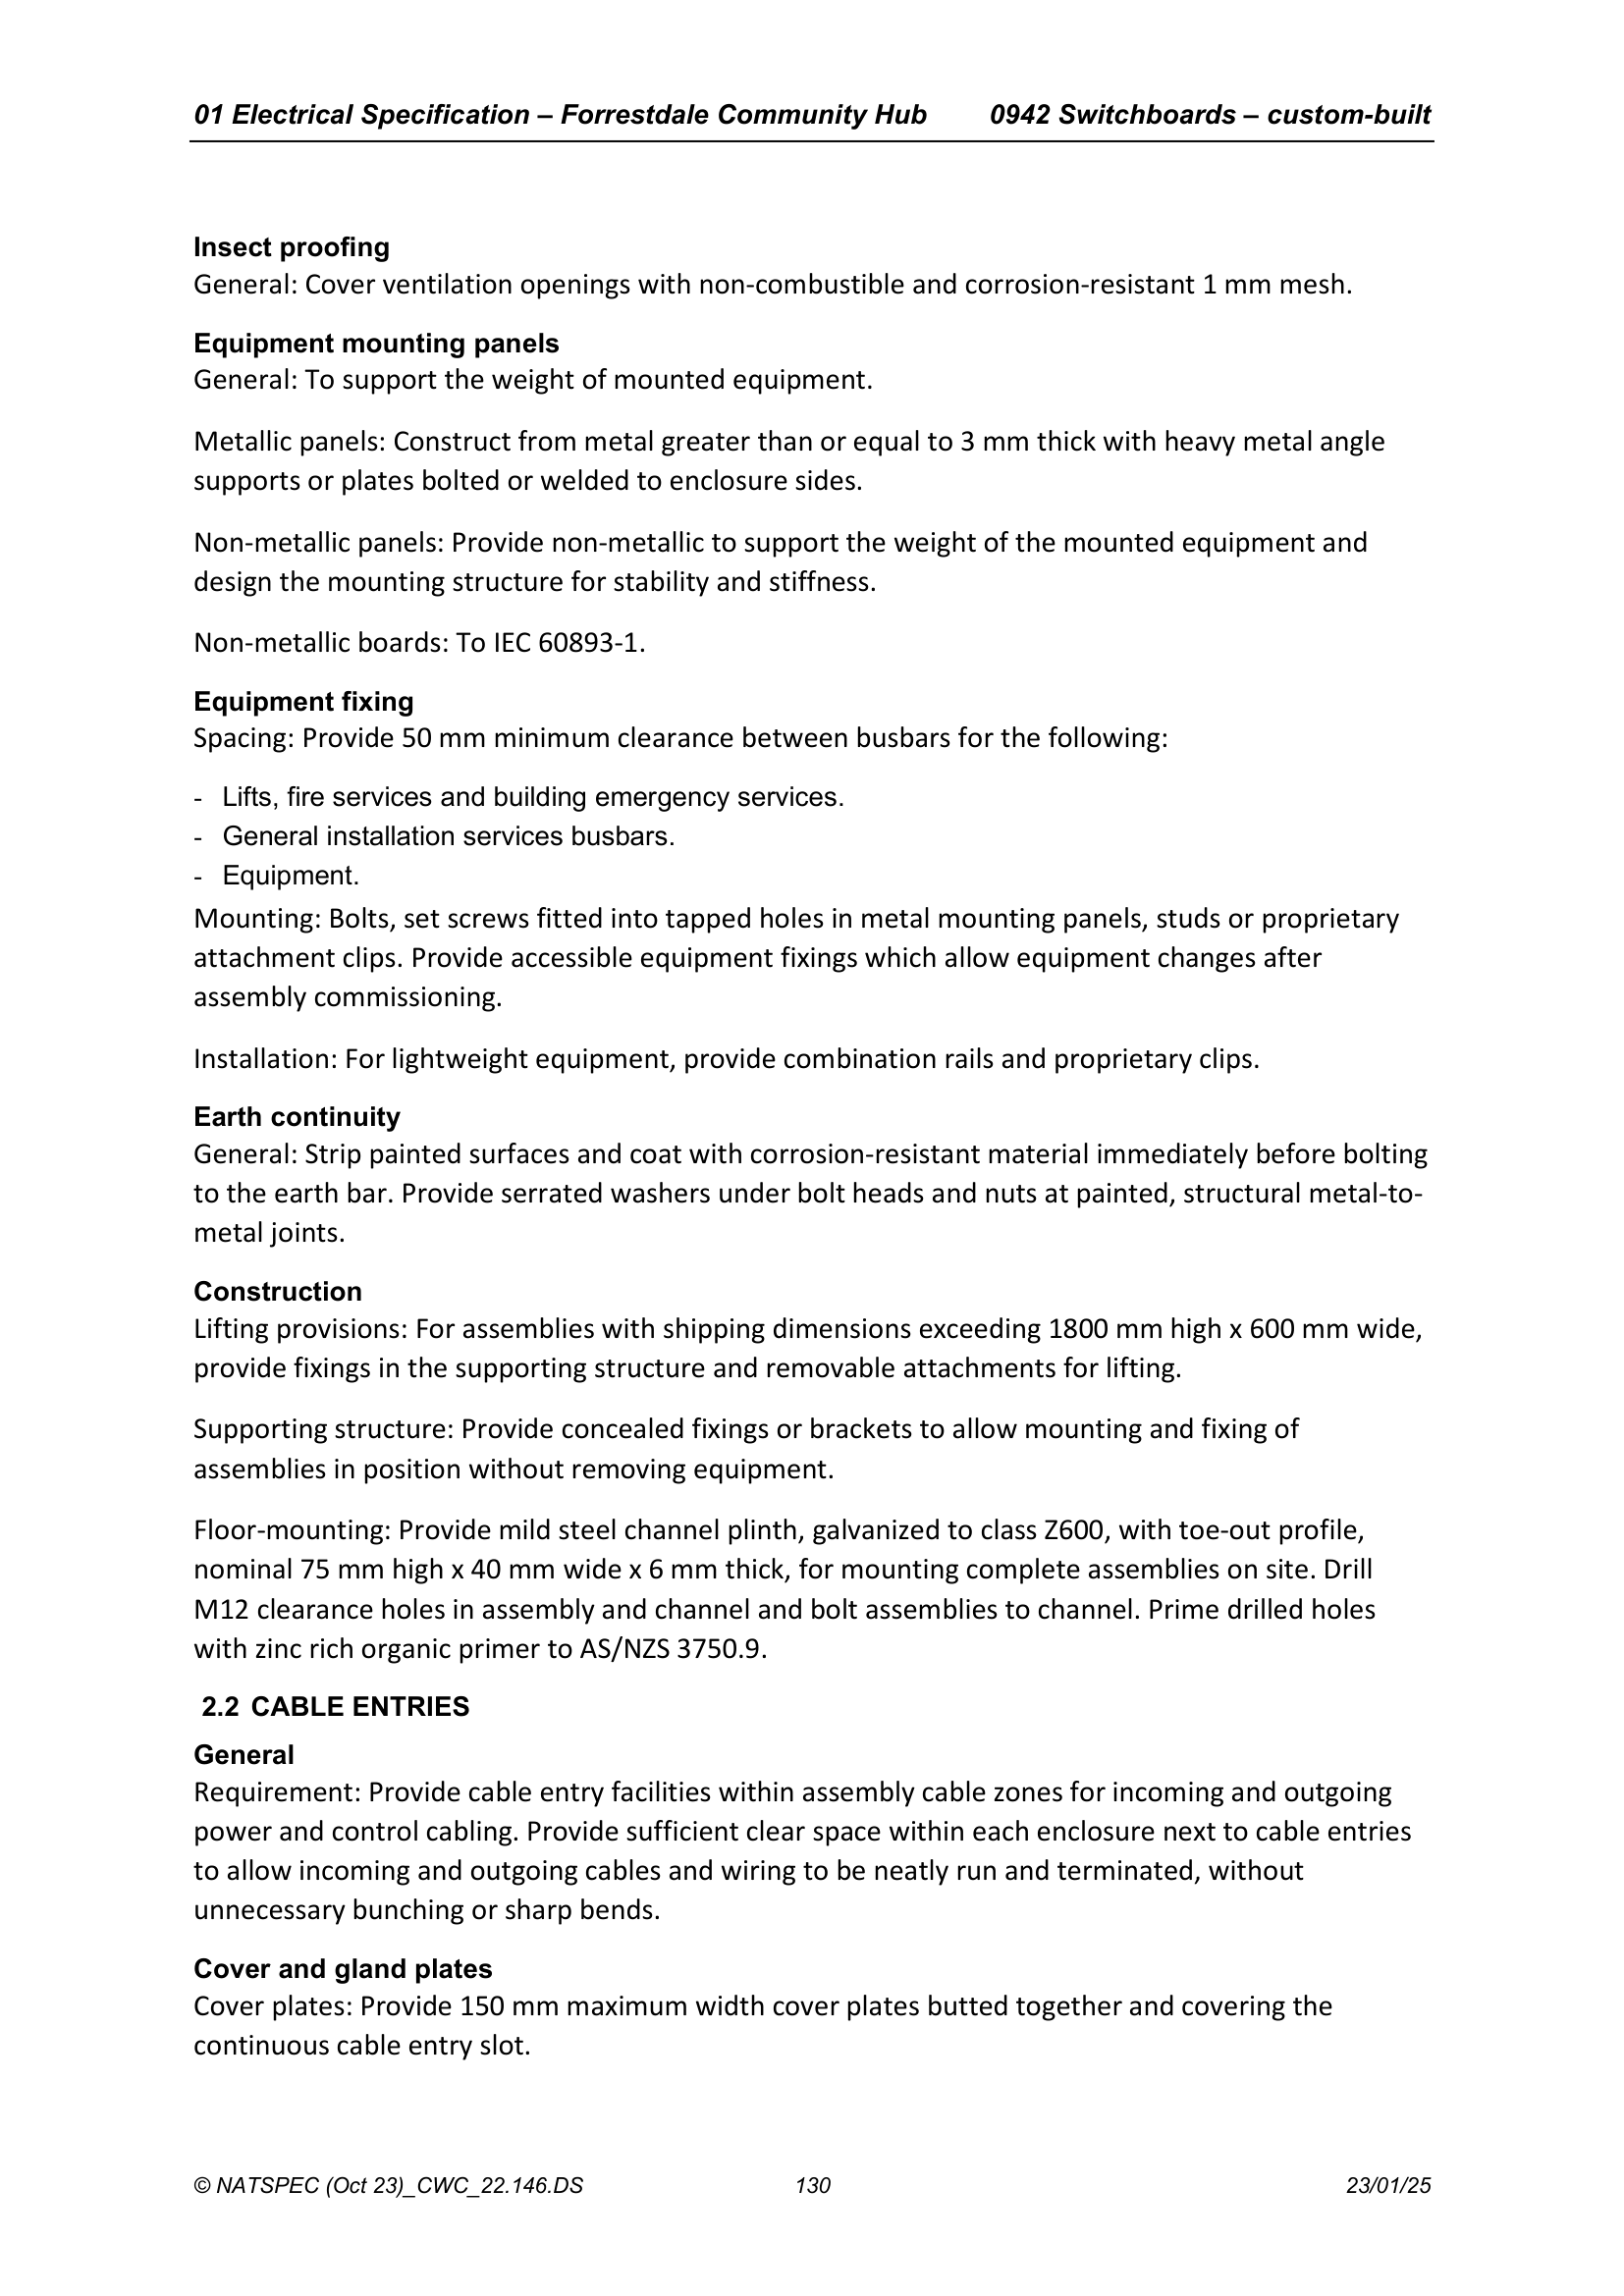 01 Electrical Specification – Forrestdale Community Hub 0942 Switchboards – custom-built
Insect proofing
General: Cover ventilation openings with non-combustible and corrosion-resistant 1 mm mesh.
Equipment mounting panels
General: To support the weight of mounted equipment.
Metallic panels: Construct from metal greater than or equal to 3 mm thick with heavy metal angle
supports or plates bolted or welded to enclosure sides.
Non-metallic panels: Provide non-metallic to support the weight of the mounted equipment and
design the mounting structure for stability and stiffness.
Non-metallic boards: To IEC 60893-1.
Equipment fixing
Spacing: Provide 50 mm minimum clearance between busbars for the following:
- Lifts, fire services and building emergency services.
- General installation services busbars.
- Equipment.
Mounting: Bolts, set screws fitted into tapped holes in metal mounting panels, studs or proprietary
attachment clips. Provide accessible equipment fixings which allow equipment changes after
assembly commissioning.
Installation: For lightweight equipment, provide combination rails and proprietary clips.
Earth continuity
General: Strip painted surfaces and coat with corrosion-resistant material immediately before bolting
to the earth bar. Provide serrated washers under bolt heads and nuts at painted, structural metal-to-
metal joints.
Construction
Lifting provisions: For assemblies with shipping dimensions exceeding 1800 mm high x 600 mm wide,
provide fixings in the supporting structure and removable attachments for lifting.
Supporting structure: Provide concealed fixings or brackets to allow mounting and fixing of
assemblies in position without removing equipment.
Floor-mounting: Provide mild steel channel plinth, galvanized to class Z600, with toe-out profile,
nominal 75 mm high x 40 mm wide x 6 mm thick, for mounting complete assemblies on site. Drill
M12 clearance holes in assembly and channel and bolt assemblies to channel. Prime drilled holes
with zinc rich organic primer to AS/NZS 3750.9.
2.2 CABLE ENTRIES
General
Requirement: Provide cable entry facilities within assembly cable zones for incoming and outgoing
power and control cabling. Provide sufficient clear space within each enclosure next to cable entries
to allow incoming and outgoing cables and wiring to be neatly run and terminated, without
unnecessary bunching or sharp bends.
Cover and gland plates
Cover plates: Provide 150 mm maximum width cover plates butted together and covering the
continuous cable entry slot.
© NATSPEC (Oct 23)_CWC_22.146.DS 130 23/01/25